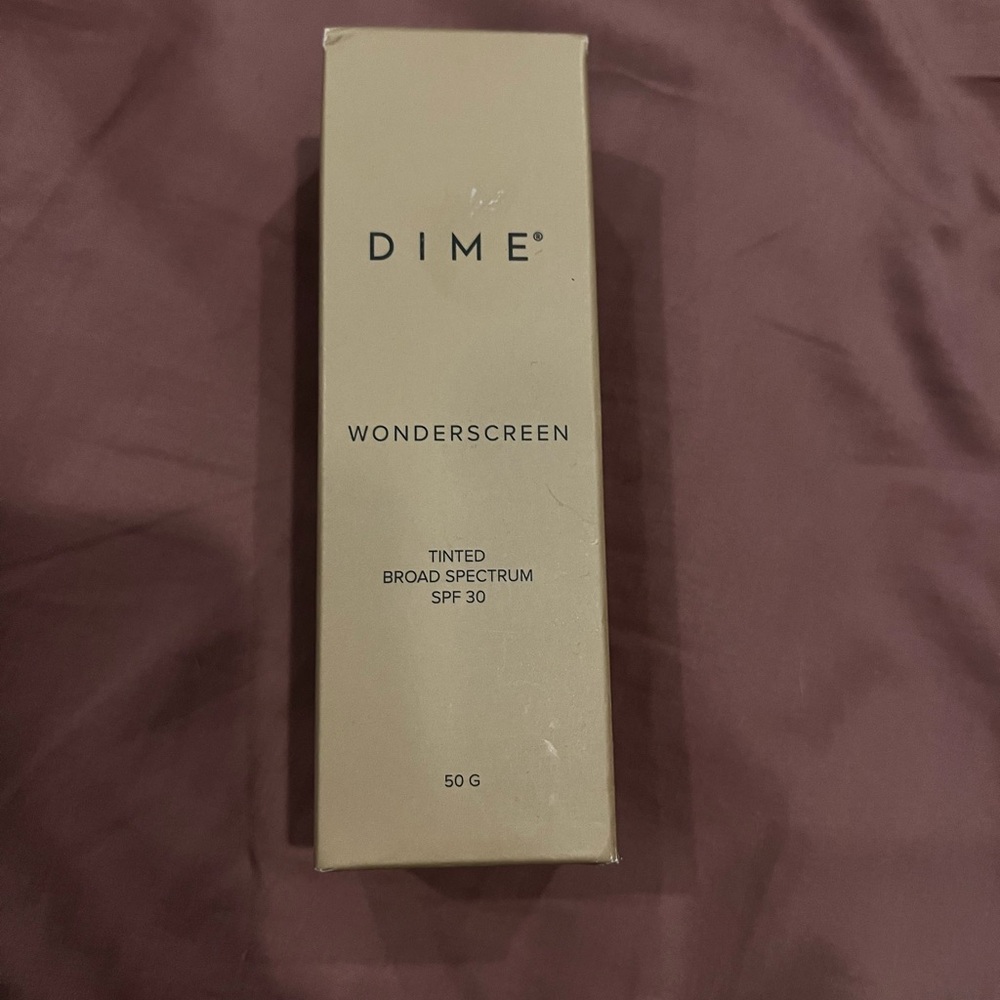 DIME®
WONDERSCREEN
TINTED
BROAD SPECTRUM
SPF 30
50 G